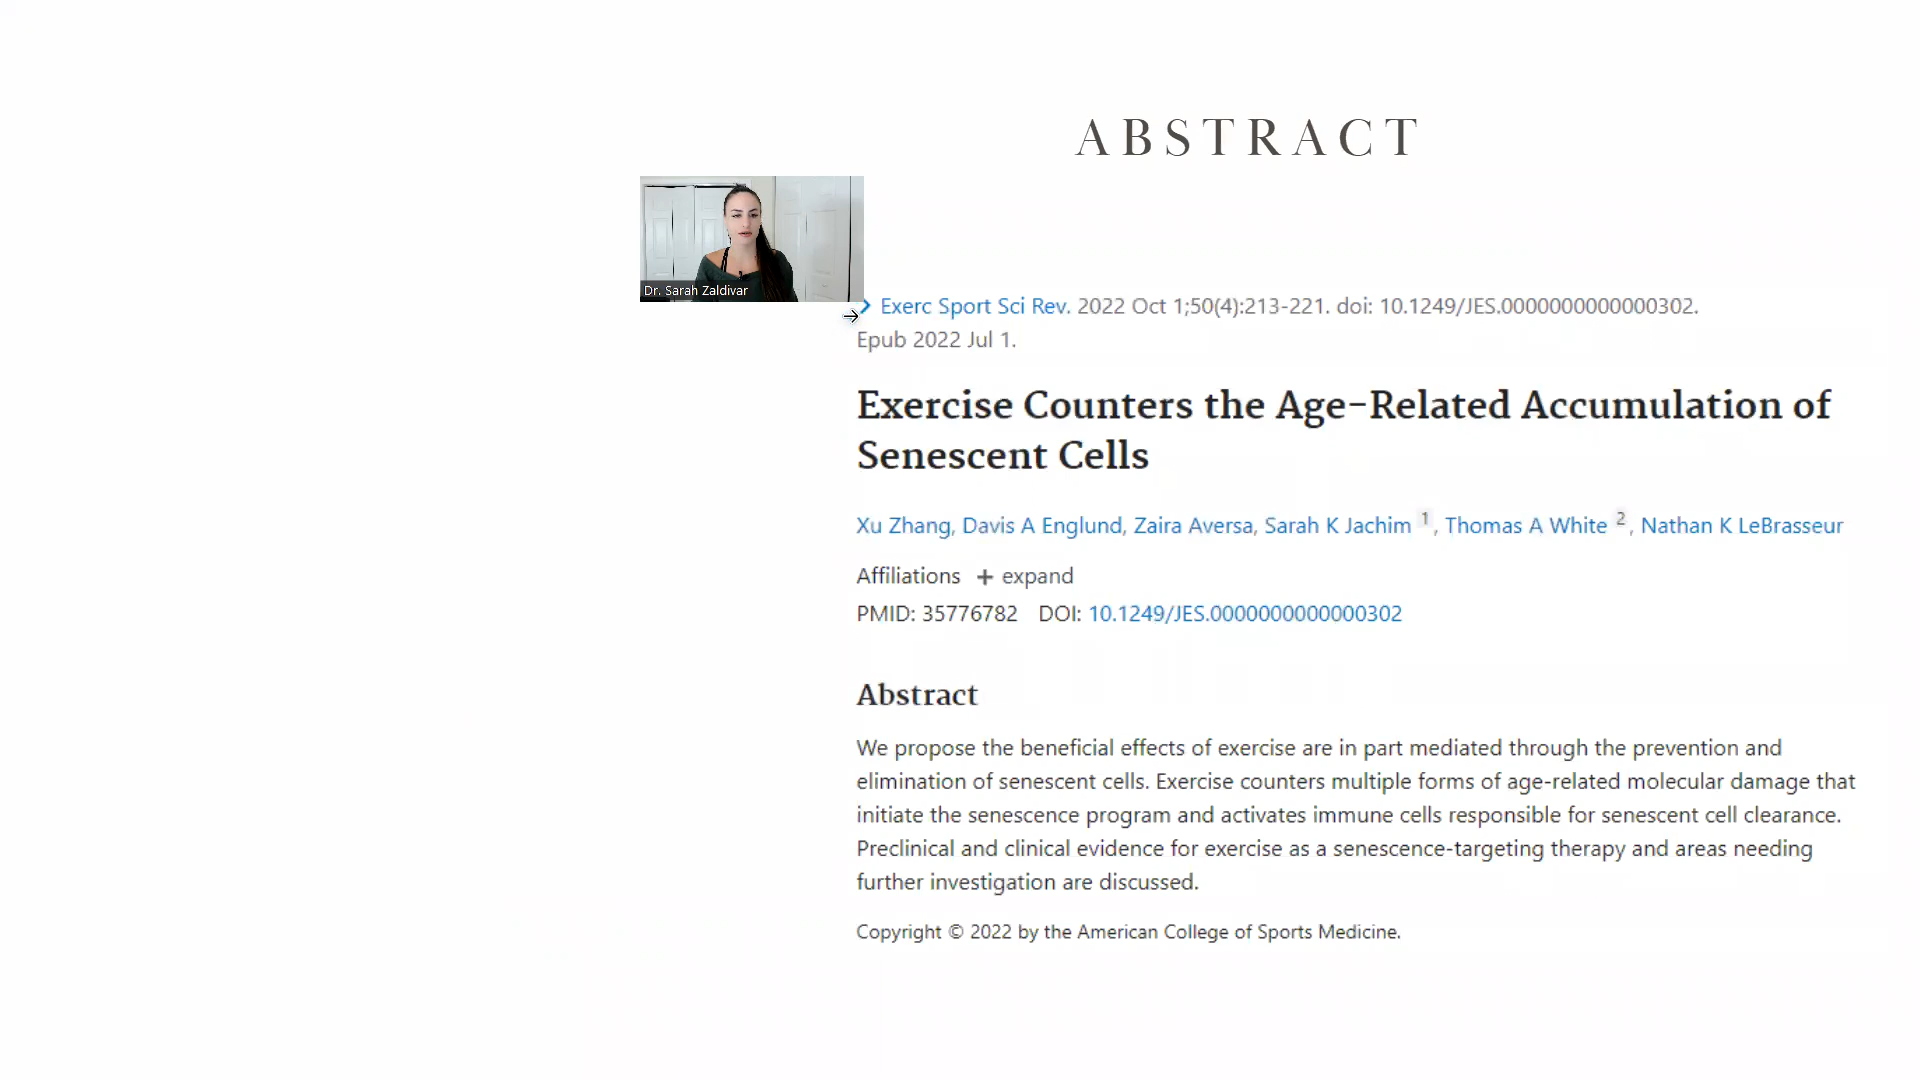 ABSTRACT
Dr. Sarah Zaldivar
Exerc Sport Sci Rev. 2022 Oct 1;50(4):213-221. doi: 10.1249/JES.0000000000000302.
Epub 2022 Jul 1.
Exercise Counters the Age-Related Accumulation of
Senescent Cells
Xu Zhang, Davis A Englund, Zaira Aversa, Sarah K Jachim 1, Thomas A White 2, Nathan K LeBrasseur
Affiliations + expand
PMID: 35776782 DOI: 10.1249/JES.0000000000000302
Abstract
We propose the beneficial effects of exercise are in part mediated through the prevention and
elimination of senescent cells. Exercise counters multiple forms of age-related molecular damage that
initiate the senescence program and activates immune cells responsible for senescent cell clearance.
Preclinical and clinical evidence for exercise as a senescence-targeting therapy and areas needing
further investigation are discussed.
Copyright © 2022 by the American College of Sports Medicine.